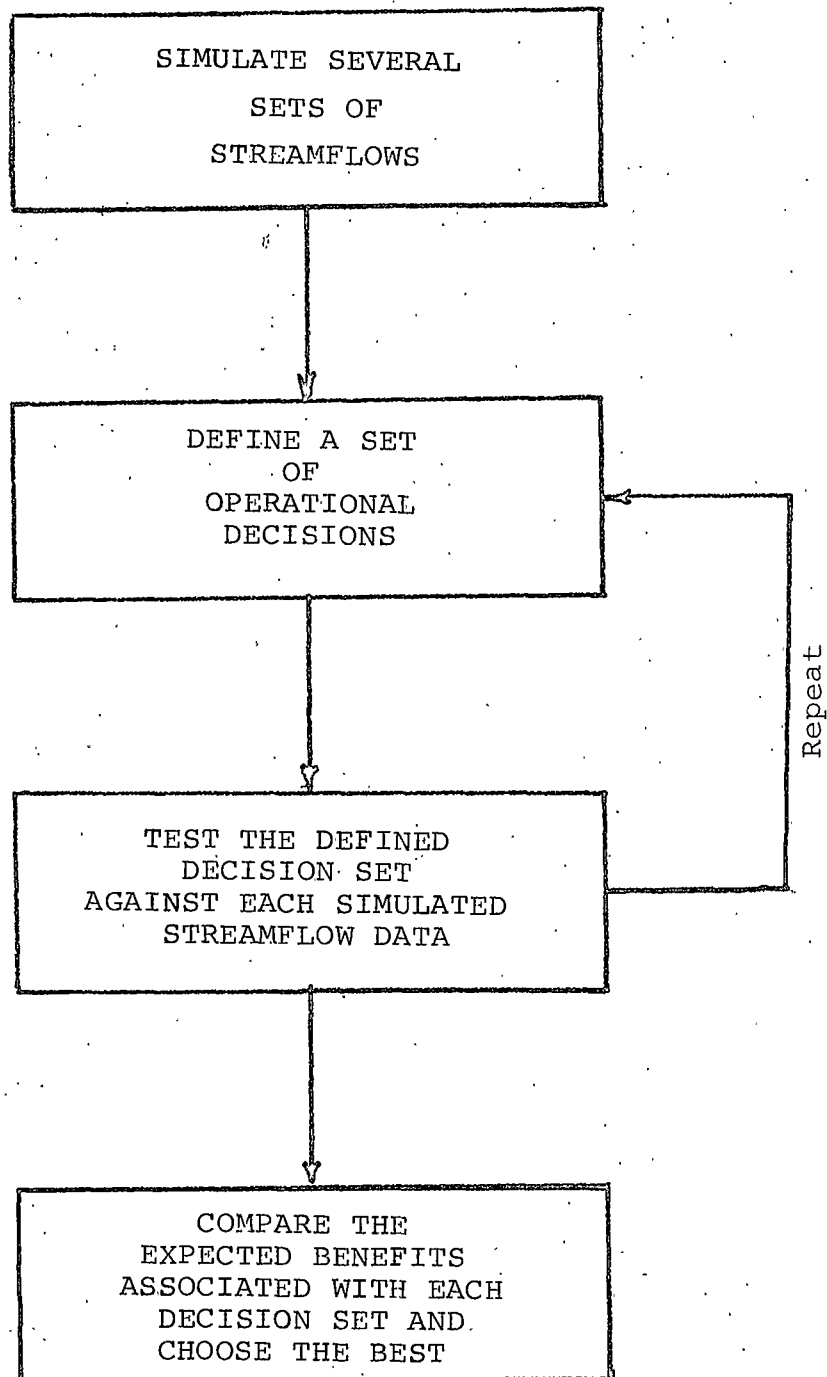 SIMULATE SEVERAL
SETS OF
STREAMFLOWS
DEFINE A SET
OF
OPERATIONAL
DECISIONS
Repeat
TEST THE DEFINED
DECISION SET
AGAINST EACH SIMULATED
STREAMFLOW DATA
COMPARE THE
EXPECTED BENEFITS
ASSOCIATED WITH EACH
DECISION SET AND
CHOOSE THE BEST